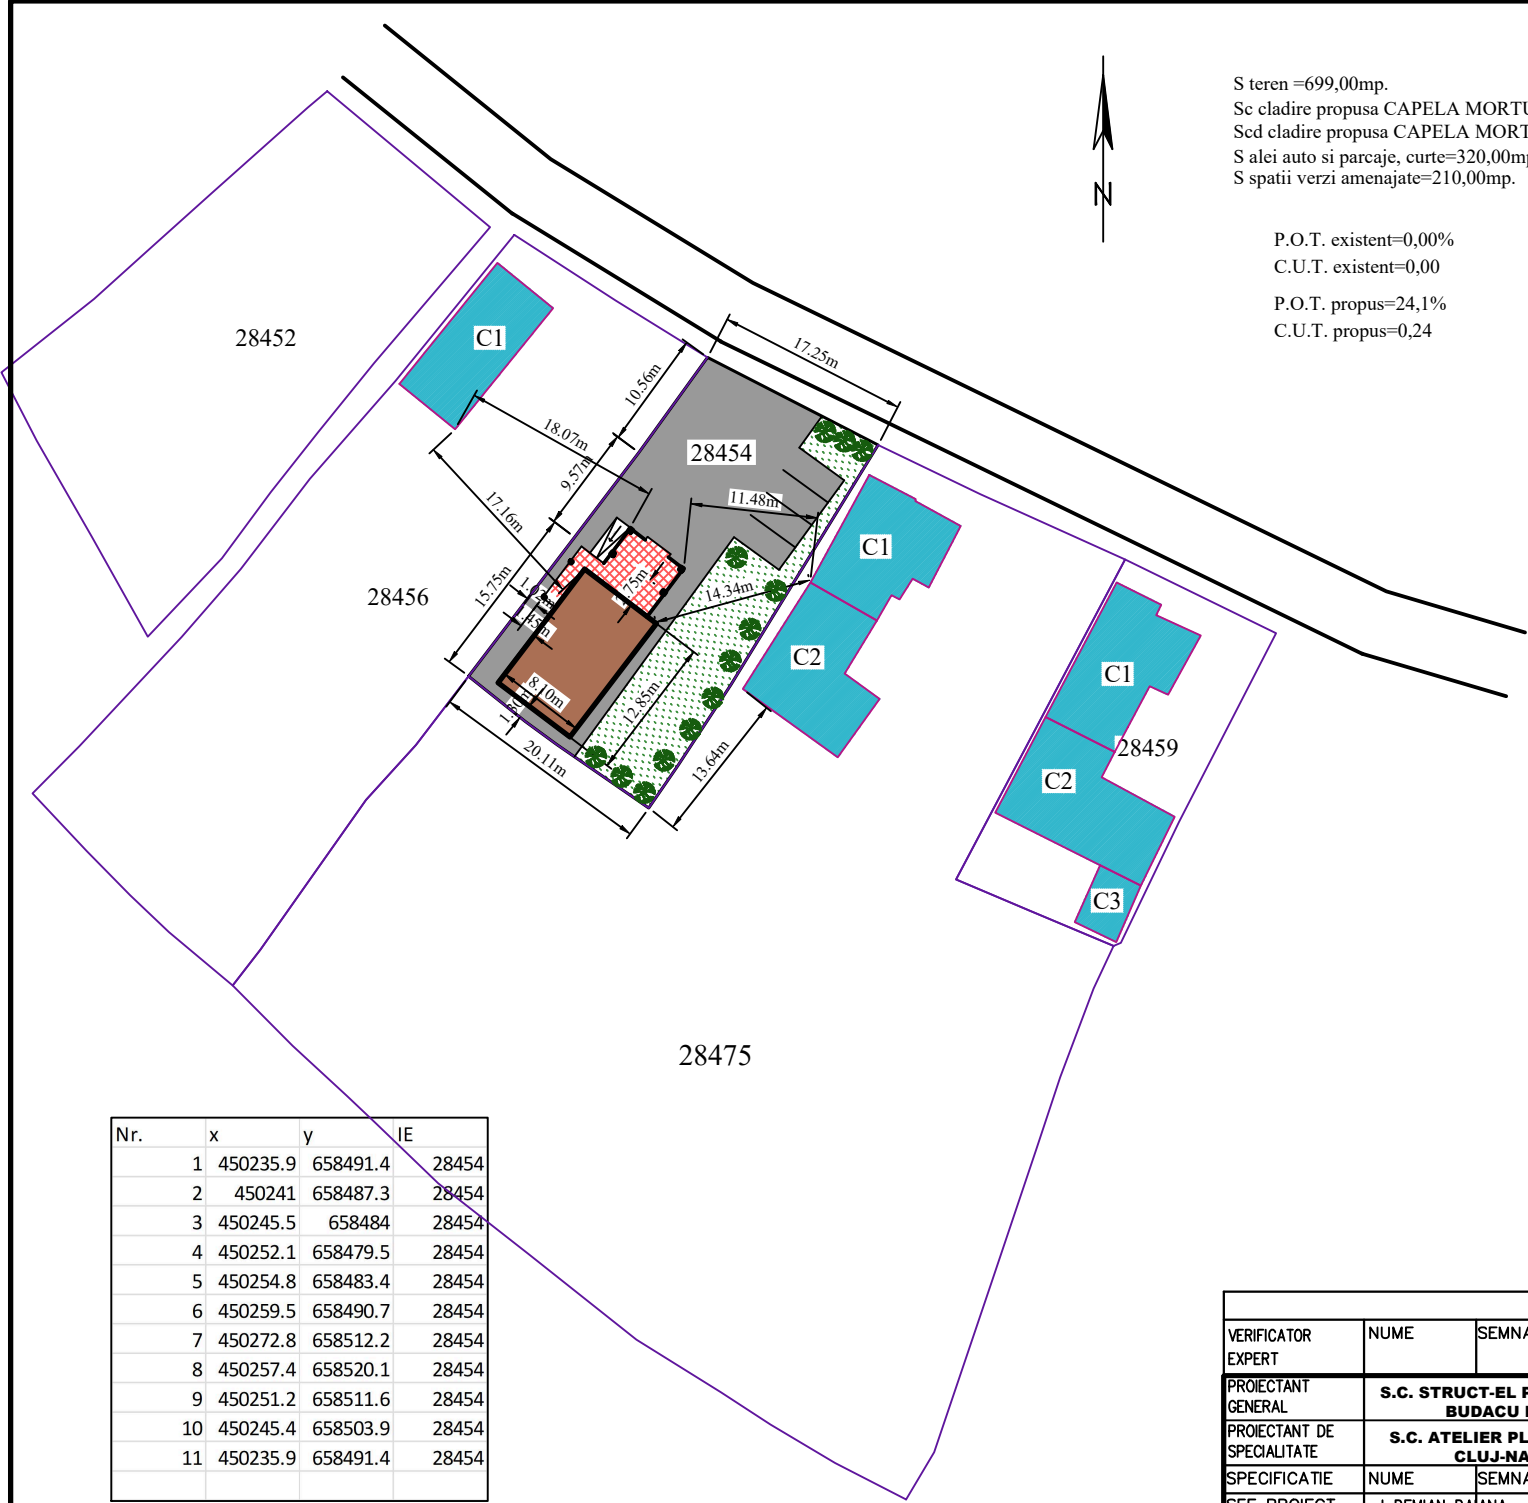 S teren =699,00mp.
Sc cladire propusa CAPELA MORTU
Scd cladire propusa CAPELA MORT
S alei auto si parcaje, curte=320,00mp
S spatii verzi amenajate=210,00mp.
N
P.O.T. existent=0,00%
C.U.T. existent=0,00
P.O.T. propus=24,1%
C.U.T. propus=0,24
28452
C1
17.25m
10.56m
18.07m
28454
9.57m
11.48m
17.16m
C1
15.75m
28456
14.34m
C2
C1
8.10m
12.85m
28459
20.11m
13.64m
C2
C3
28475
Nr. x y IE
1 450235.9 658491.4 28454
2 450241 658487.3 28454
3 450245.5 658484 28454
4 450252.1 658479.5 28454
5 450254.8 658483.4 28454
6 450259.5 658490.7 28454
7 450272.8 658512.2 28454
8 450257.4 658520.1 28454
9 450251.2 658511.6 28454
10 450245.4 658503.9 28454
11 450235.9 658491.4 28454
VERIFICATOR NUME SEMNA
EXPERT
PROIECTANT S.C. STRUCT-EL P
GENERAL BUDACU
PROIECTANT DE S.C. ATELIER PL
SPECIALITATE CLUJ-NA
SPECIFICATIE NUME SEMNA